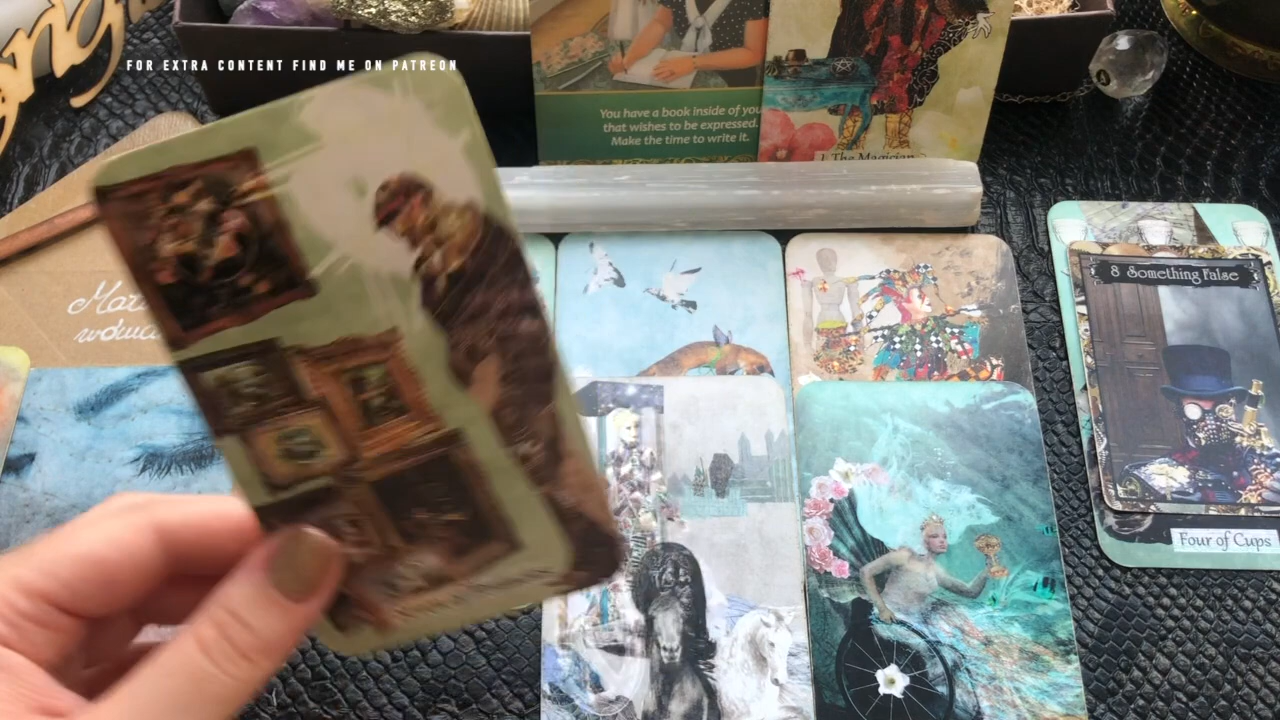 FOR EXTRA CONTENT FIND ME ON PATREON
You have a book inside of you
that wishes to be expressed.
Make the time to write it.
I The Magician
8 Something False
Four of Cups